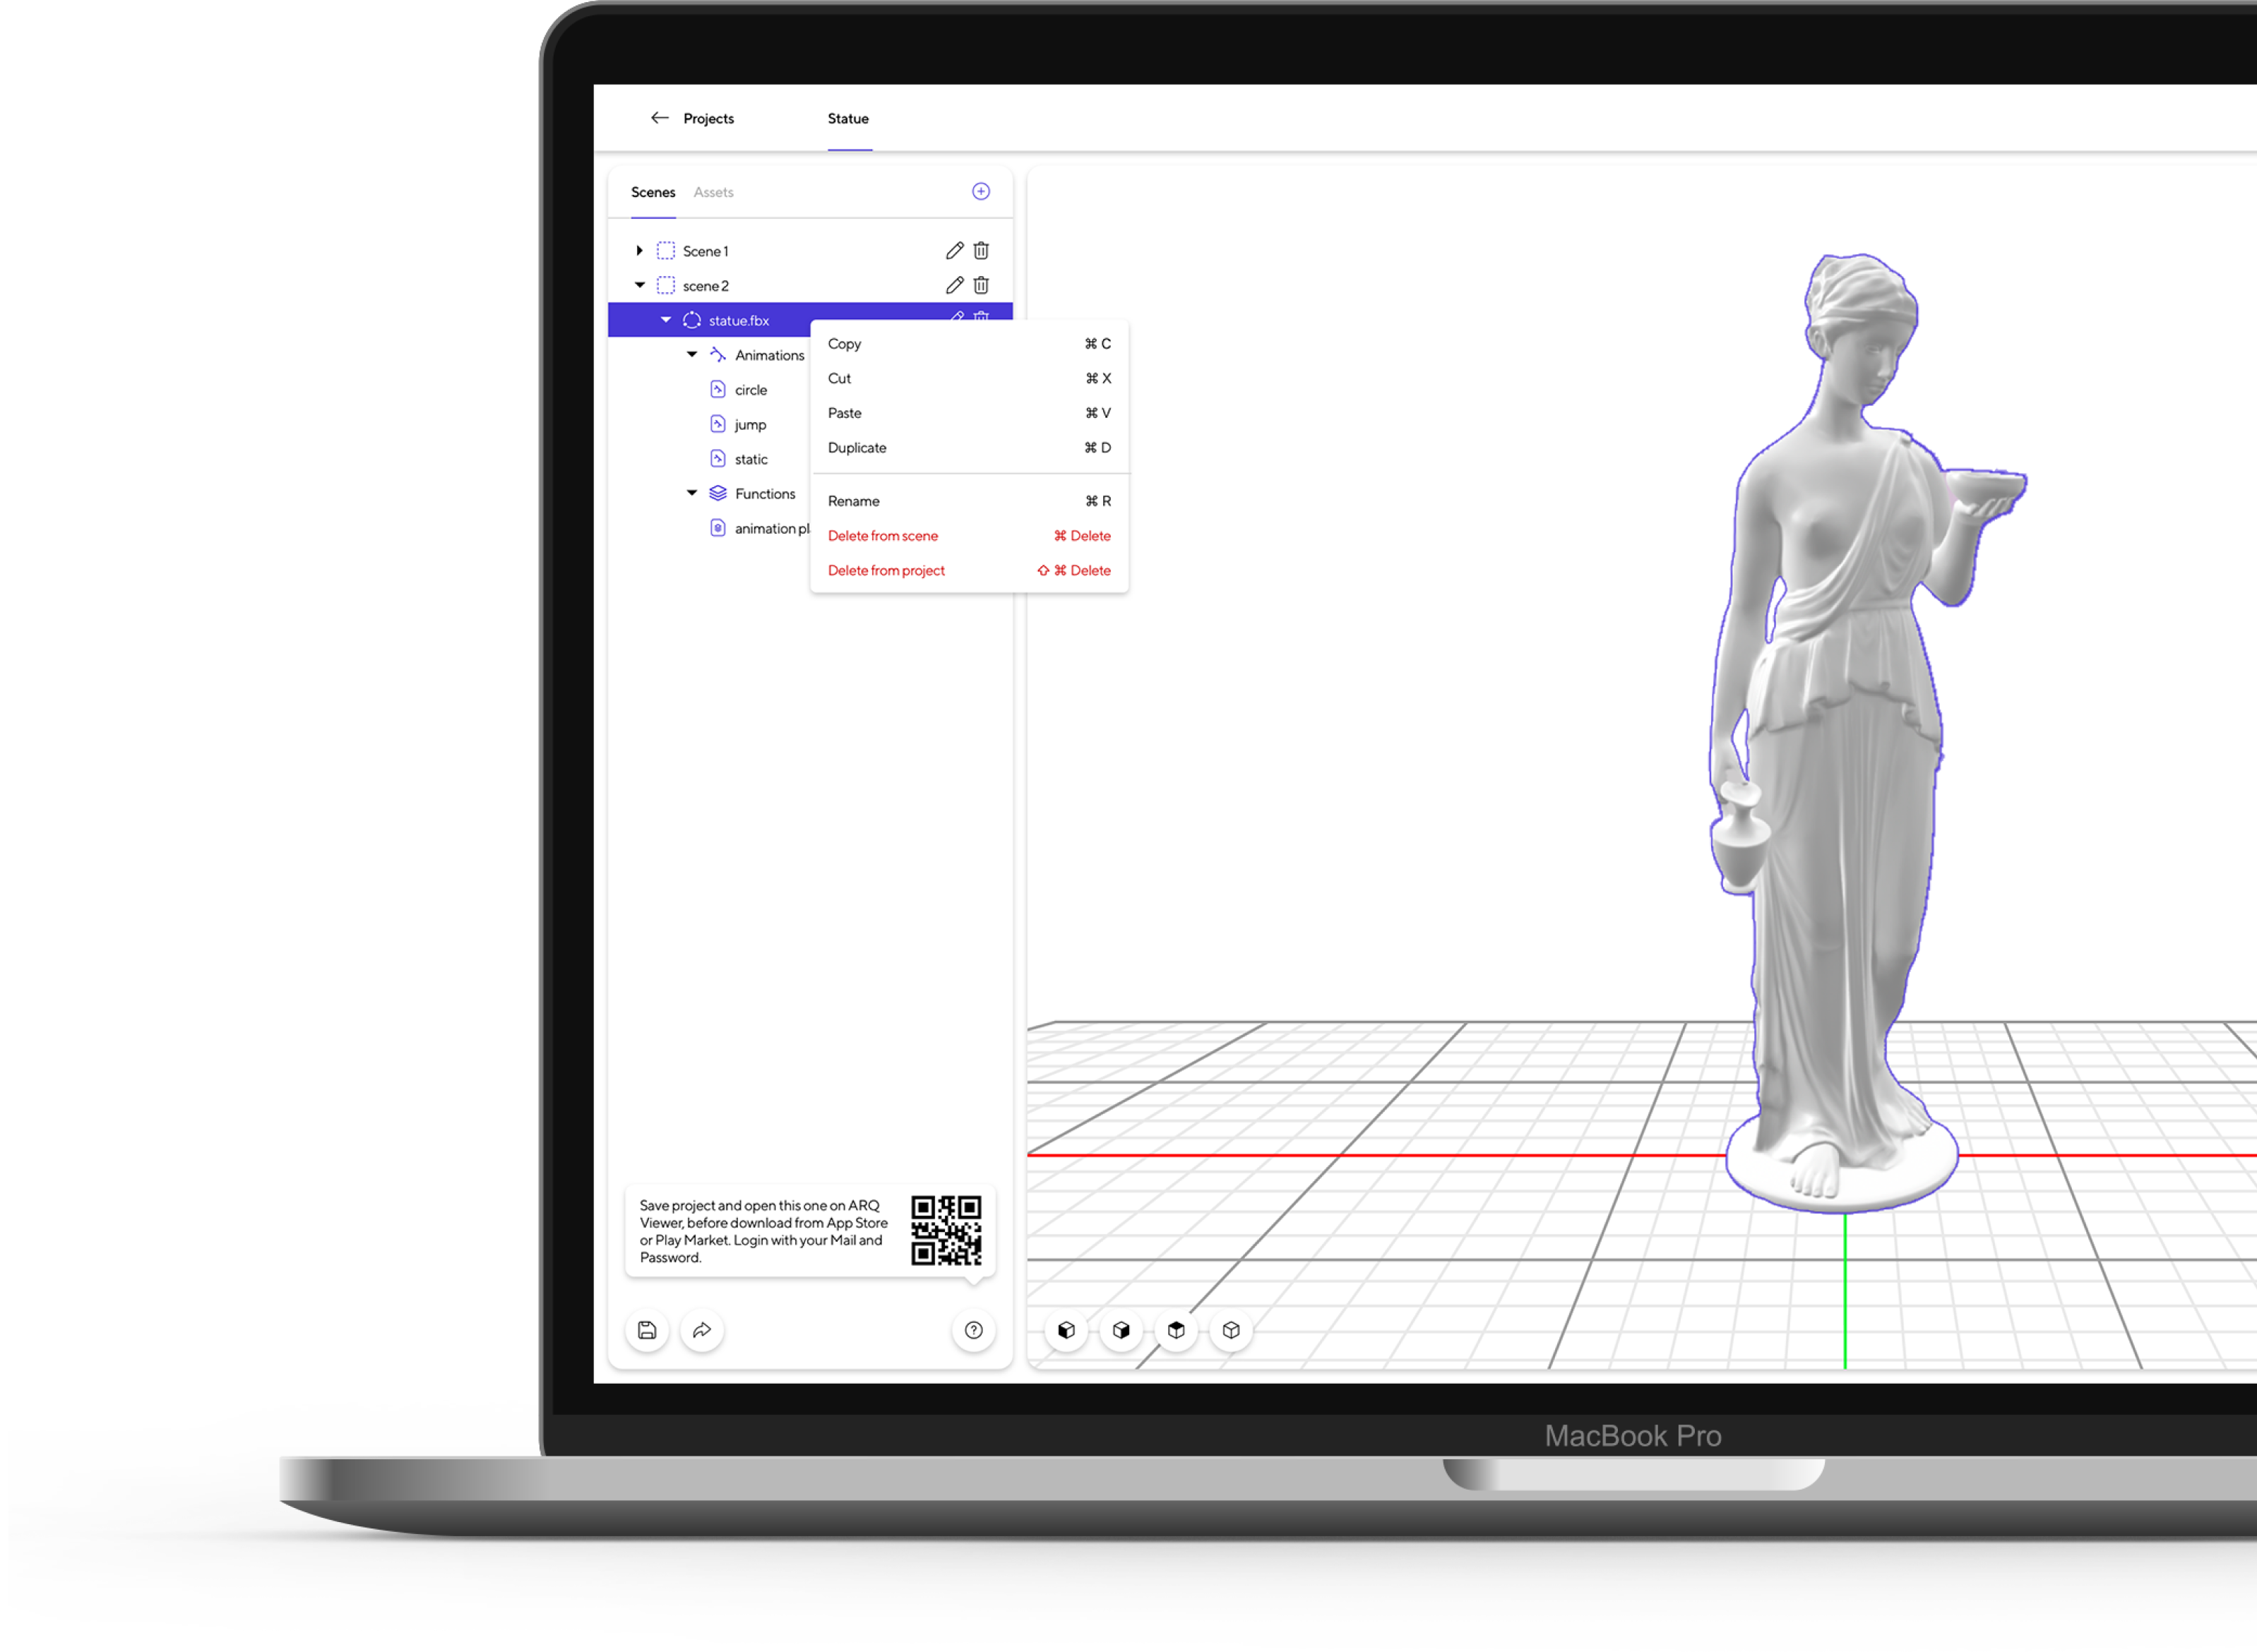 Projects
Statue
Scenes
Assets
Scene 1
scene 2
statue.fbx
Animations
circle
jump
static
Functions
animation
Copy ⌘ C
Cut ⌘ X
Paste ⌘ V
Duplicate ⌘ D
Rename ⌘ R
Delete from scene ⌘ Delete
Delete from project ⇧ ⌘ Delete
Save project and open this one on ARQ
Viewer, before download from App Store
or Play Market. Login with your Mail and
Password.
MacBook Pro